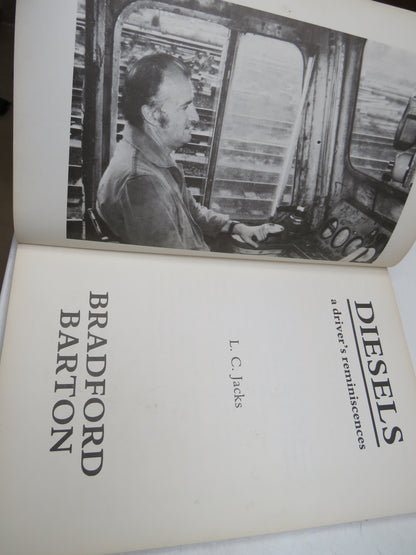 DIESELS
a driver's reminiscences
L. C. Jacks
BRADFORD
BARTON